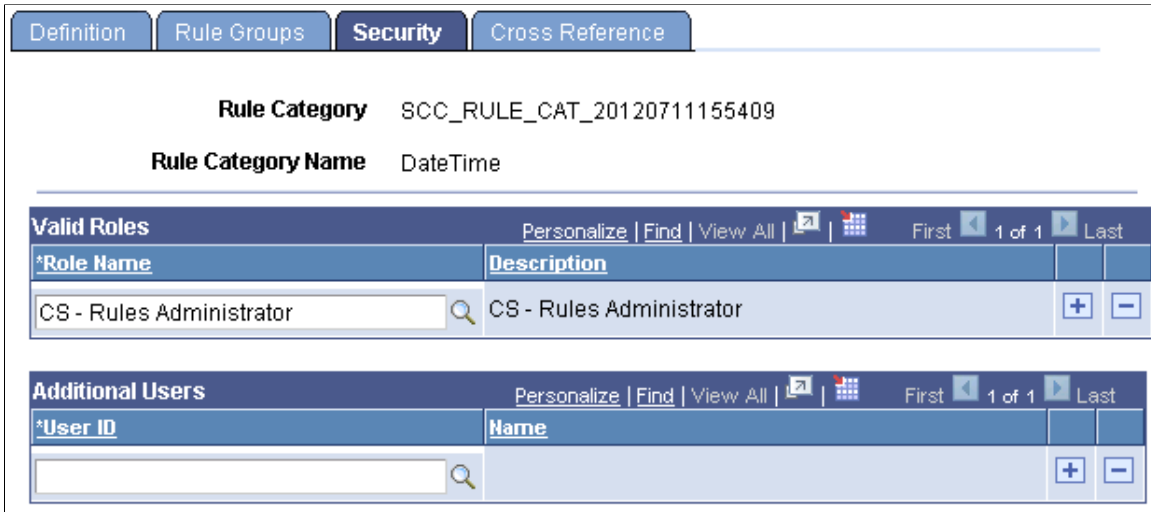 Definition Rule Groups Security Cross Reference
Rule Category SCC_RULE_CAT_20120711155409
Rule Category Name DateTime
Valid Roles Personalize | Find | View All | | First 1 of 1 Last
*Role Name Description
CS - Rules Administrator CS - Rules Administrator
Additional Users Personalize | Find | View All | | First 1 of 1 Last
*User ID Name